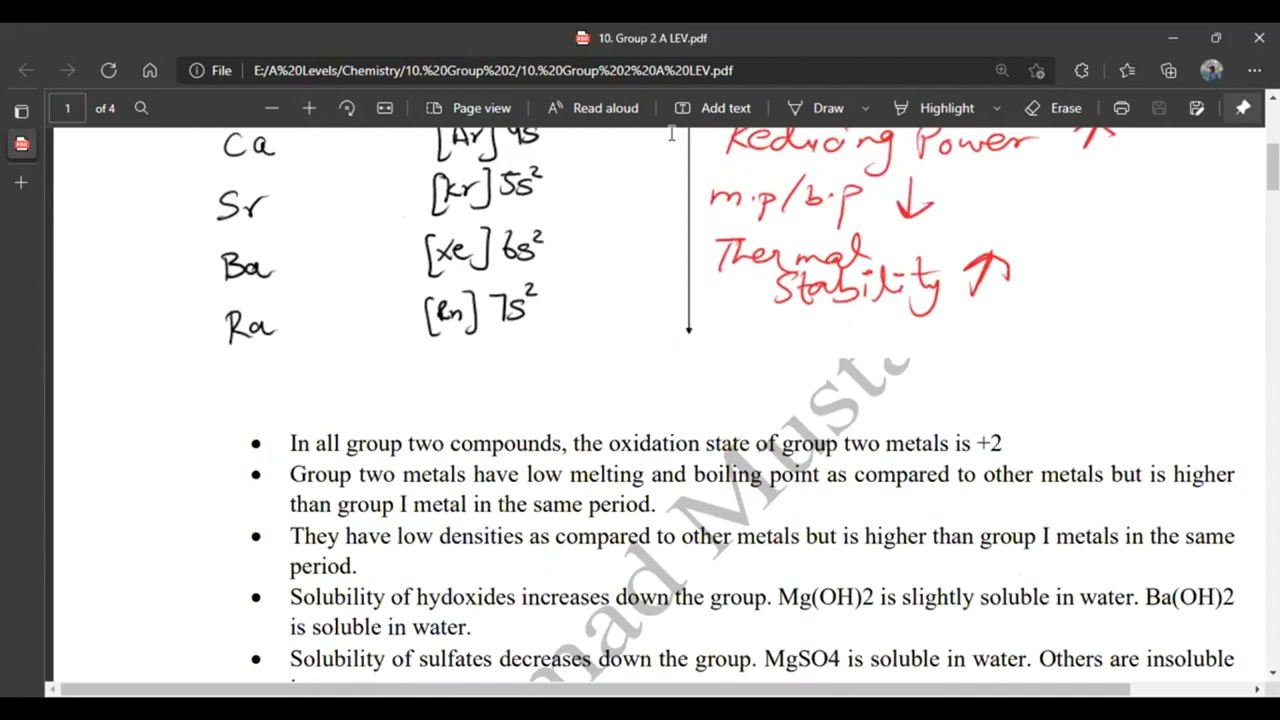 10. Group 2 A LEV.pdf
File E:/A%20Levels/Chemistry/10.%20Group%202/10.%20Group%202%20A%20LEV.pdf
1 of 4 Page view Read aloud Add text Draw Highlight Erase
Ca [Ar] 4s Reducing Power ↑
Sr [Kr] 5s² m.p/b.p ↓
Ba [Xe] 6s² Thermal
Stability ↑
Ra [Rn] 7s²
• In all group two compounds, the oxidation state of group two metals is +2
• Group two metals have low melting and boiling point as compared to other metals but is higher
than group I metal in the same period.
• They have low densities as compared to other metals but is higher than group I metals in the same
period.
• Solubility of hydoxides increases down the group. Mg(OH)2 is slightly soluble in water. Ba(OH)2
is soluble in water.
• Solubility of sulfates decreases down the group. MgSO4 is soluble in water. Others are insoluble
mad Musta